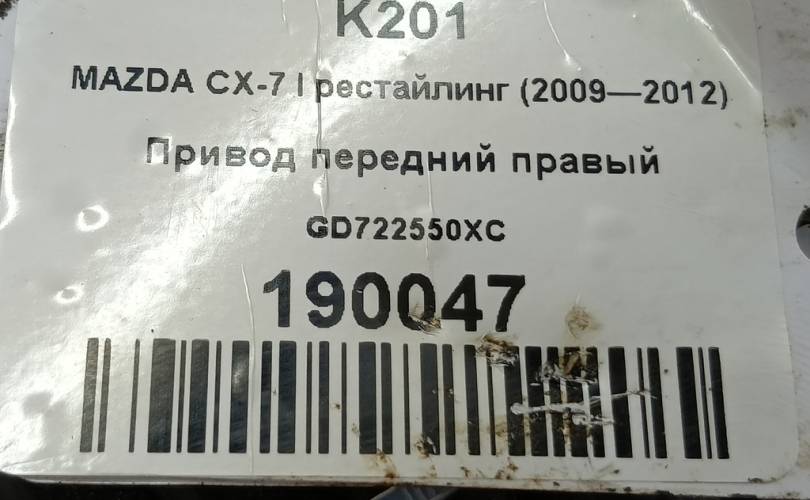 K201
MAZDA CX-7 I рестайлинг (2009—2012)
Привод передний правый
GD722550XC
190047